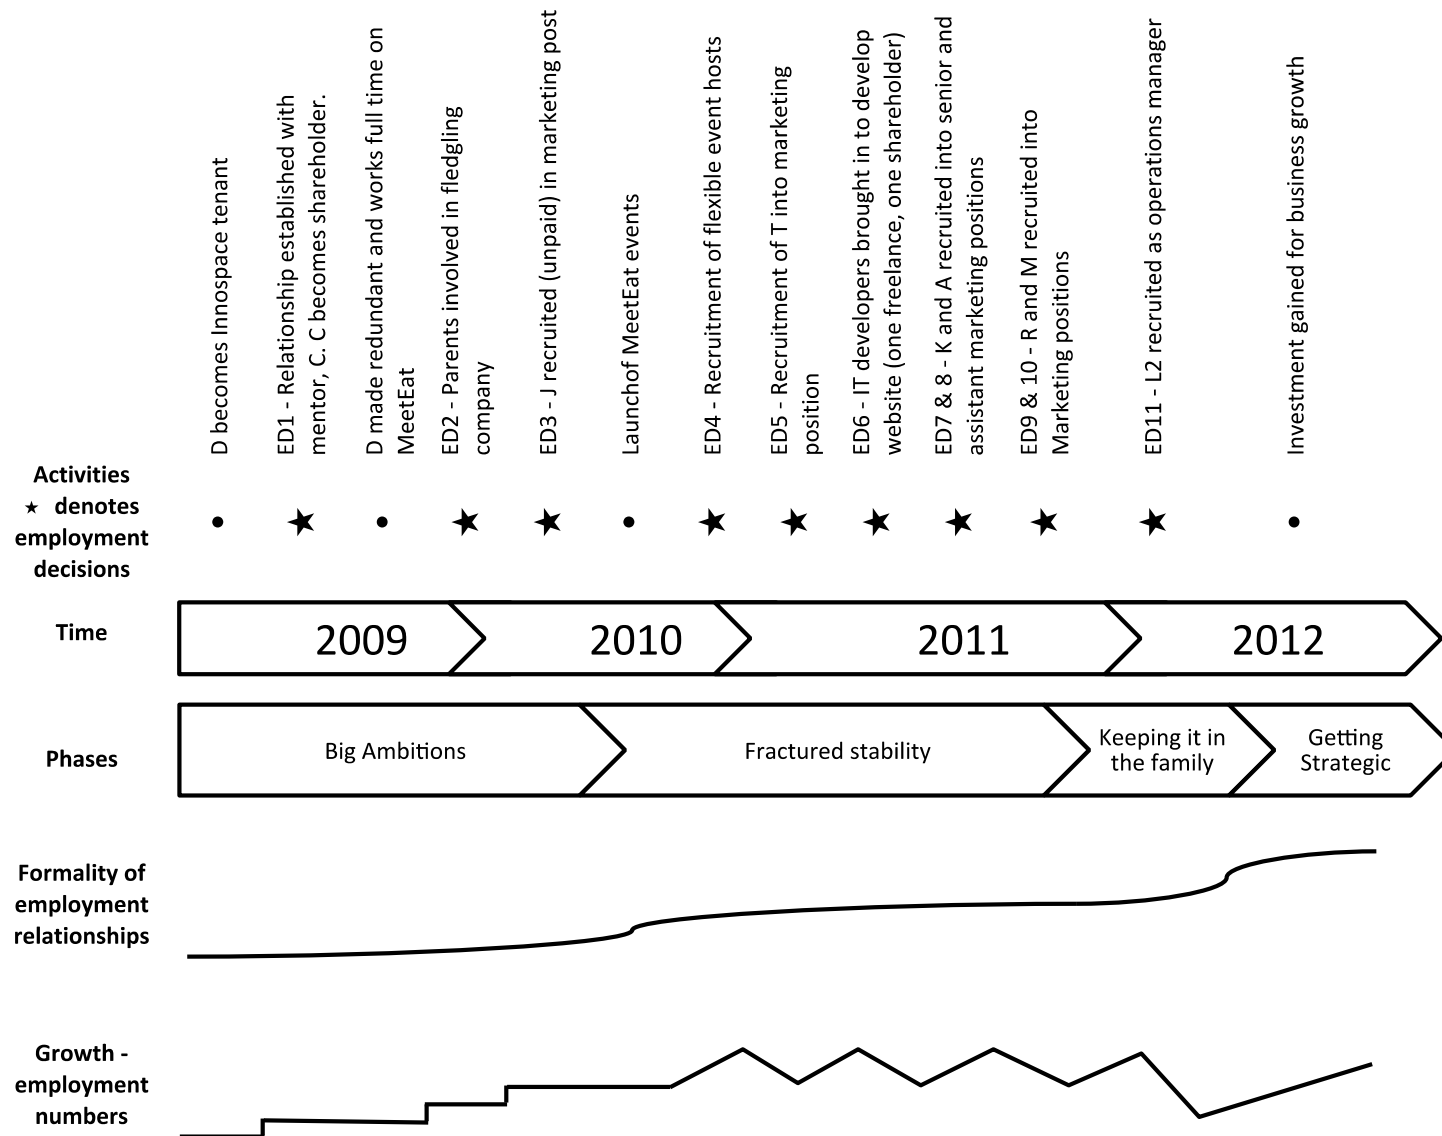 D becomes Innospace tenant
ED1 - Relationship established with
mentor, C. C becomes shareholder.
D made redundant and works full time on
MeetEat
ED2 - Parents involved in fledgling
company
ED3 - J recruited (unpaid) in marketing post
Launchof MeetEat events
ED4 - Recruitment of flexible event hosts
ED5 - Recruitment of T into marketing
position
ED6 - IT developers brought in to develop
website (one freelance, one shareholder)
ED7 & 8 - K and A recruited into senior and
assistant marketing positions
ED9 & 10 - R and M recruited into
Marketing positions
ED11 - L2 recruited as operations manager
Investment gained for business growth
Activities
★ denotes
employment
decisions
Time
2009
2010
2011
2012
Phases
Big Ambitions
Fractured stability
Keeping it in
the family
Getting
Strategic
Formality of
employment
relationships
Growth -
employment
numbers